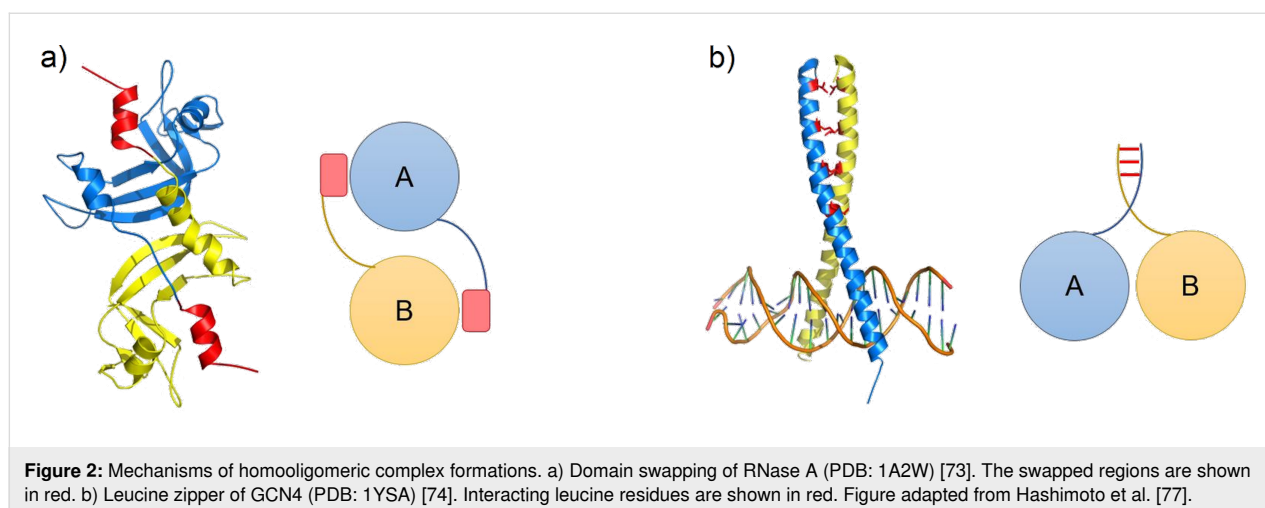 a)
b)
A
B
A
B
Figure 2: Mechanisms of homooligomeric complex formations. a) Domain swapping of RNase A (PDB: 1A2W) [73]. The swapped regions are shown
in red. b) Leucine zipper of GCN4 (PDB: 1YSA) [74]. Interacting leucine residues are shown in red. Figure adapted from Hashimoto et al. [77].